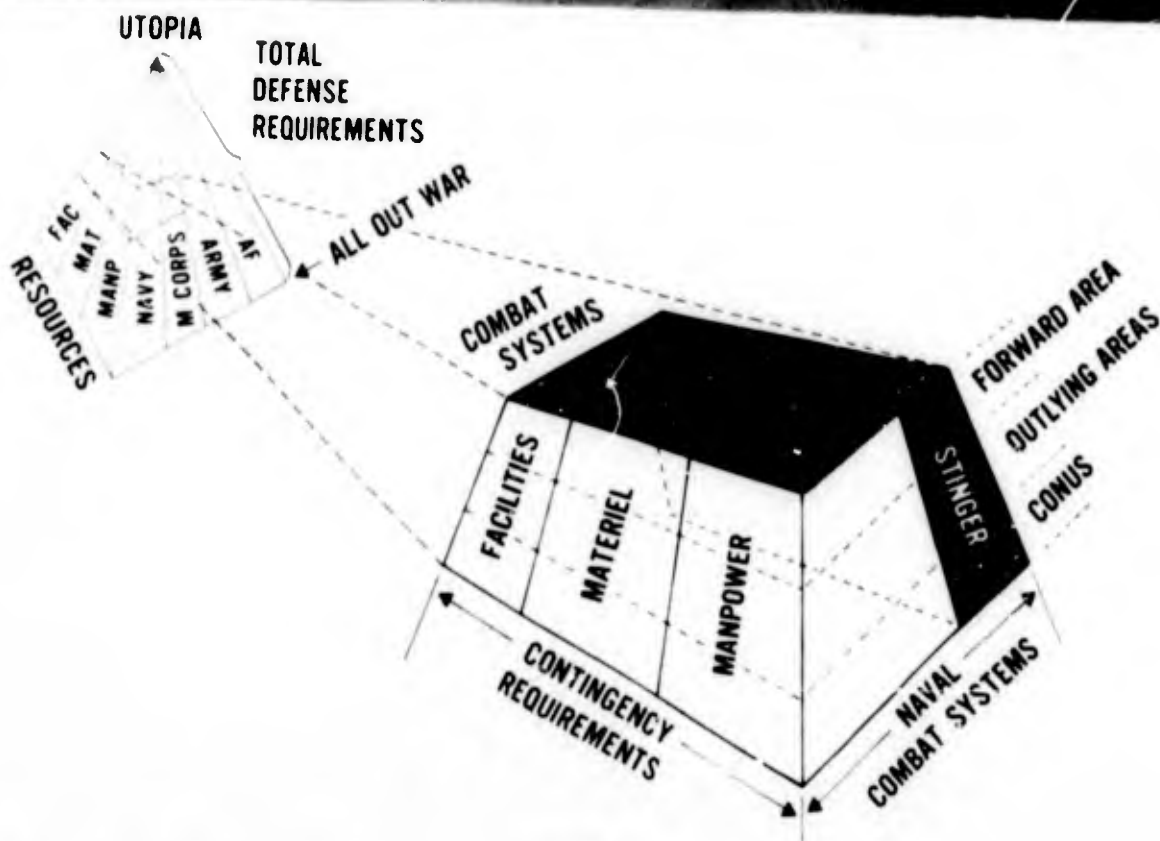 UTOPIA
TOTAL
DEFENSE
REQUIREMENTS
ALL OUT WAR
FAC
MAT
MANP
NAVY
M CORPS
ARMY
AF
RESOURCES
COMBAT
SYSTEMS
FORWARD AREA
OUTLYING AREAS
CONUS
STINGER
FACILITIES
MATERIEL
MANPOWER
CONTINGENCY
REQUIREMENTS
NAVAL
COMBAT SYSTEMS